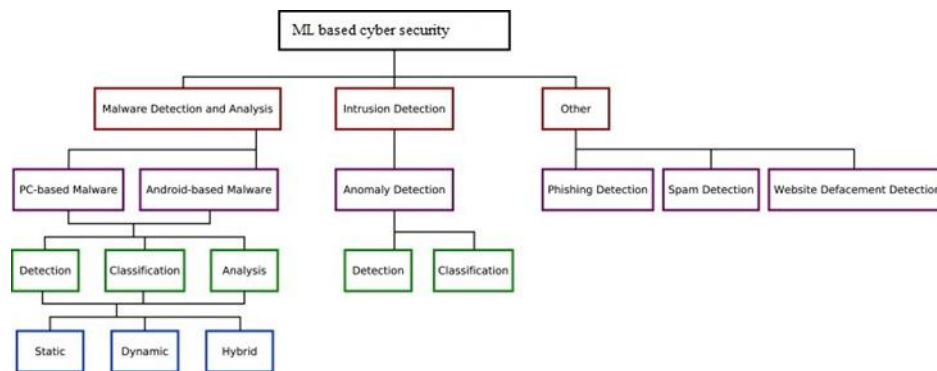 ML based cyber security
Malware Detection and Analysis
Intrusion Detection
Other
PC-based Malware
Android-based Malware
Anomaly Detection
Phishing Detection
Spam Detection
Website Defacement Detection
Detection
Classification
Analysis
Detection
Classification
Static
Dynamic
Hybrid